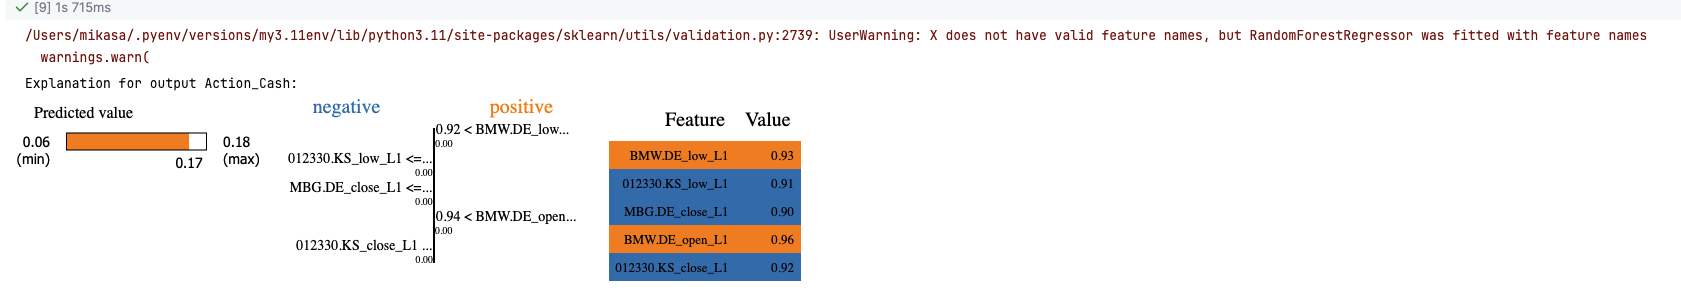 [9] 1s 715ms
/Users/mikasa/.pyenv/versions/my3.11env/lib/python3.11/site-packages/sklearn/utils/validation.py:2739: UserWarning: X does not have valid feature names, but RandomForestRegressor was fitted with feature names
warnings.warn(
Explanation for output Action_Cash:
Predicted value
0.06
(min)
0.17
0.18
(max)
negative
positive
0.92 < BMW.DE_low...
0.00
012330.KS_low_L1 <=...
0.00
MBG.DE_close_L1 <=...
0.00
0.94 < BMW.DE_open...
0.00
012330.KS_close_L1 ...
0.00
Feature Value
BMW.DE_low_L1 0.93
012330.KS_low_L1 0.91
MBG.DE_close_L1 0.90
BMW.DE_open_L1 0.96
012330.KS_close_L1 0.92